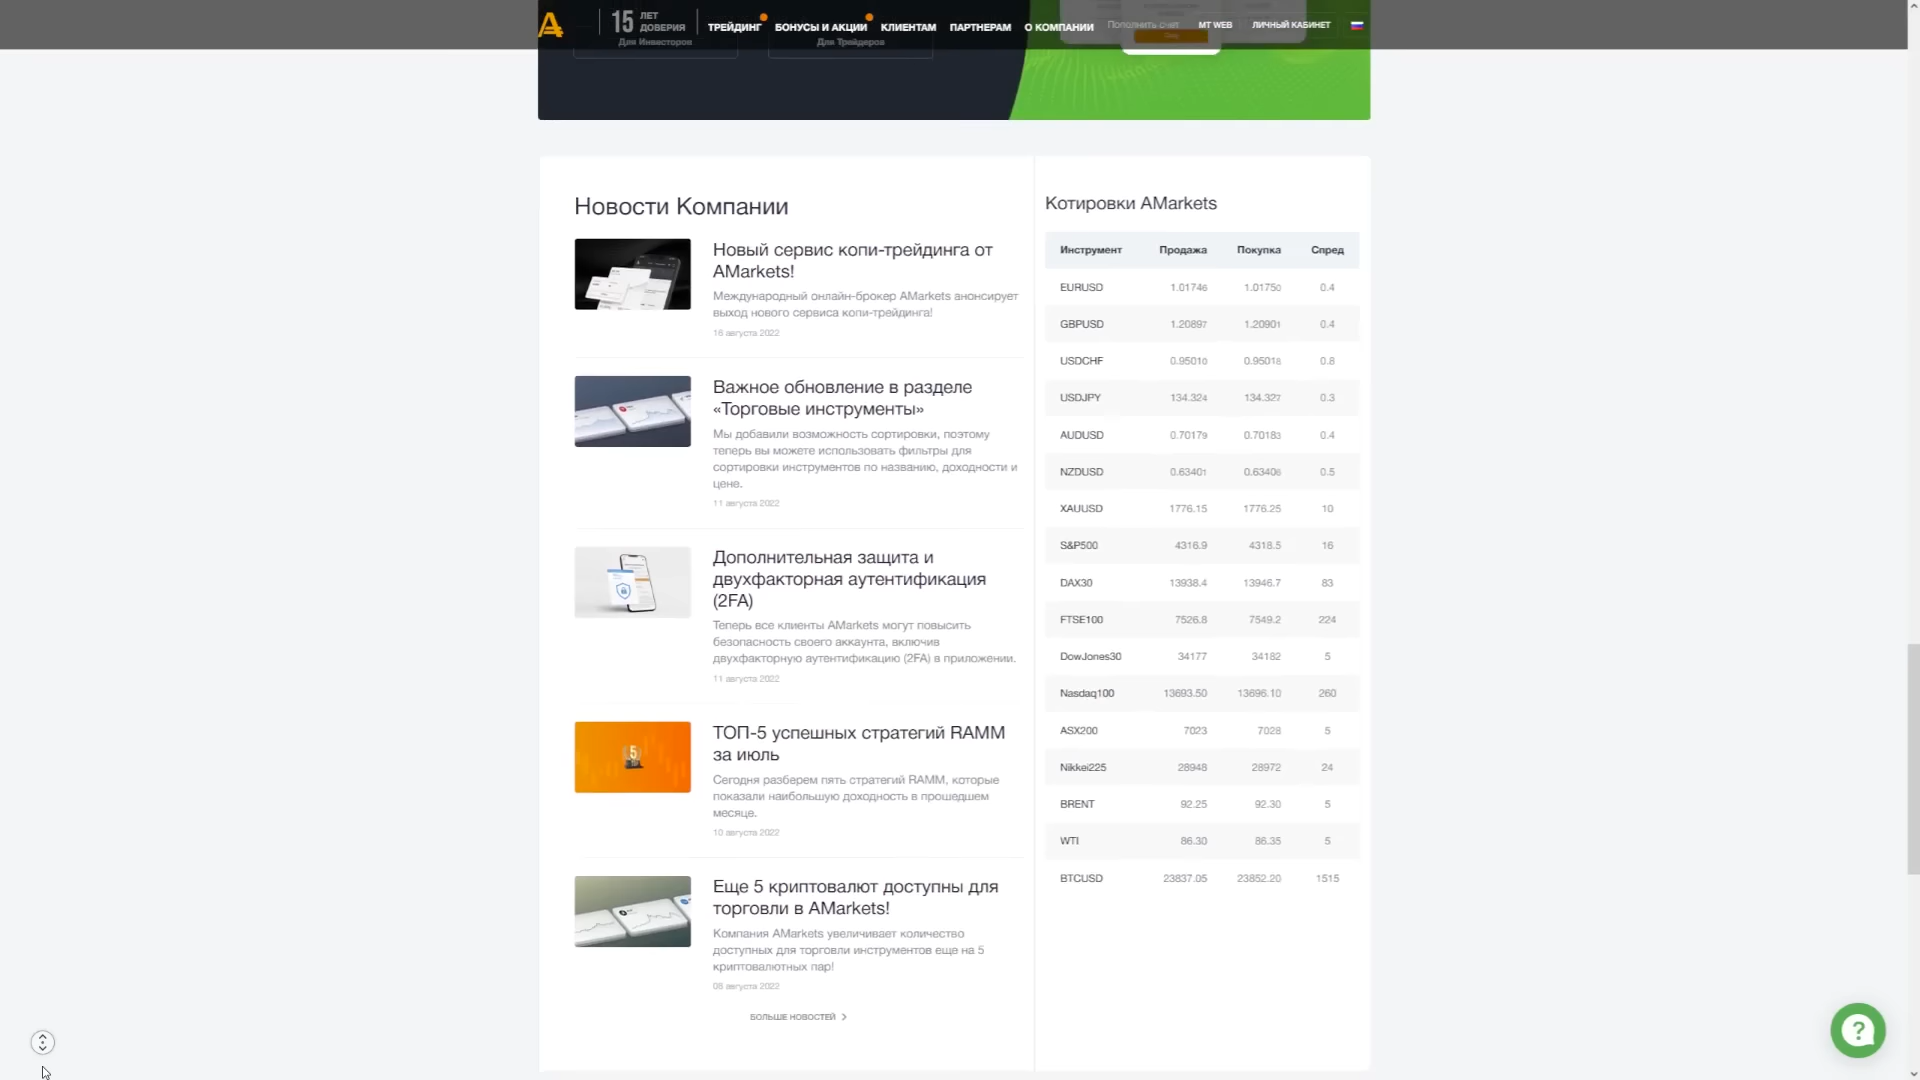 15 ЛЕТ ДОВЕРИЯ
ТРЕЙДИНГ БОНУСЫ И АКЦИИ КЛИЕНТАМ ПАРТНЕРАМ О КОМПАНИИ Пополнить счет MT WEB ЛИЧНЫЙ КАБИНЕТ
Для Инвесторов Для Трейдеров
Новости Компании
Новый сервис копи-трейдинга от
AMarkets!
Международный онлайн-брокер AMarkets анонсирует
выход нового сервиса копи-трейдинга!
16 августа 2022
Важное обновление в разделе
«Торговые инструменты»
Мы добавили возможность сортировки, поэтому
теперь вы можете использовать фильтры для
сортировки инструментов по названию, доходности и
цене.
11 августа 2022
Дополнительная защита и
двухфакторная аутентификация
(2FA)
Теперь все клиенты AMarkets могут повысить
безопасность своего аккаунта, включив
двухфакторную аутентификацию (2FA) в приложении.
11 августа 2022
ТОП-5 успешных стратегий RAMM
за июль
Сегодня разберем пять стратегий RAMM, которые
показали наибольшую доходность в прошедшем
месяце.
10 августа 2022
Еще 5 криптовалют доступны для
торговли в AMarkets!
Компания AMarkets увеличивает количество
доступных для торговли инструментов еще на 5
криптовалютных пар!
08 августа 2022
БОЛЬШЕ НОВОСТЕЙ
Котировки AMarkets
Инструмент Продажа Покупка Спред
EURUSD 1.01746 1.01750 0.4
GBPUSD 1.20897 1.20901 0.4
USDCHF 0.95010 0.95018 0.8
USDJPY 134.324 134.327 0.3
AUDUSD 0.70179 0.70183 0.4
NZDUSD 0.63401 0.63406 0.5
XAUUSD 1776.15 1776.25 10
S&P500 4316.9 4318.5 16
DAX30 13938.4 13946.7 83
FTSE100 7526.8 7549.2 224
DowJones30 34177 34182 5
Nasdaq100 13693.50 13696.10 260
ASX200 7023 7028 5
Nikkei225 28948 28972 24
BRENT 92.25 92.30 5
WTI 86.30 86.35 5
BTCUSD 23837.05 23852.20 1515